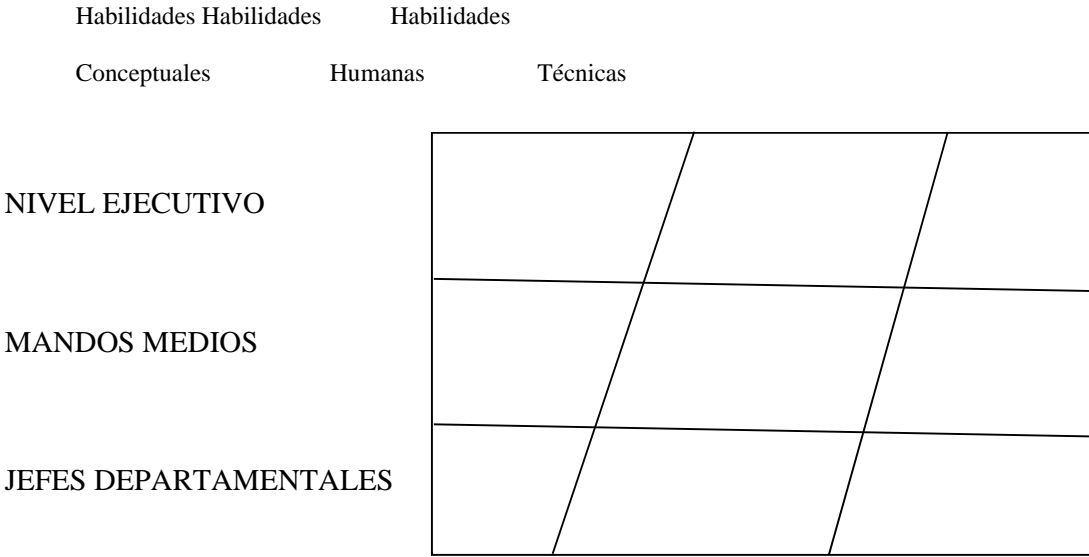 Habilidades Habilidades Habilidades
Conceptuales Humanas Técnicas
NIVEL EJECUTIVO
MANDOS MEDIOS
JEFES DEPARTAMENTALES